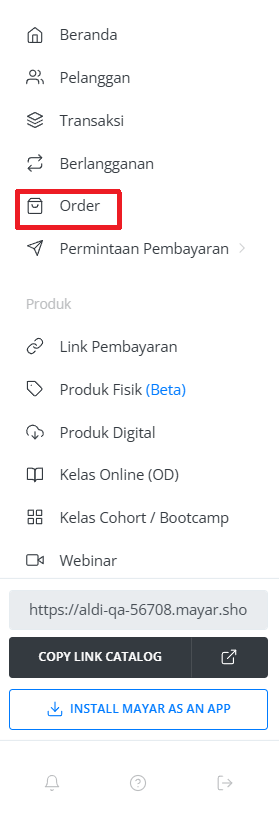 Beranda
Pelanggan
Transaksi
Berlangganan
Order
Permintaan Pembayaran
Produk
Link Pembayaran
Produk Fisik (Beta)
Produk Digital
Kelas Online (OD)
Kelas Cohort / Bootcamp
Webinar
https://aldi-qa-56708.mayar.sho
COPY LINK CATALOG
INSTALL MAYAR AS AN APP